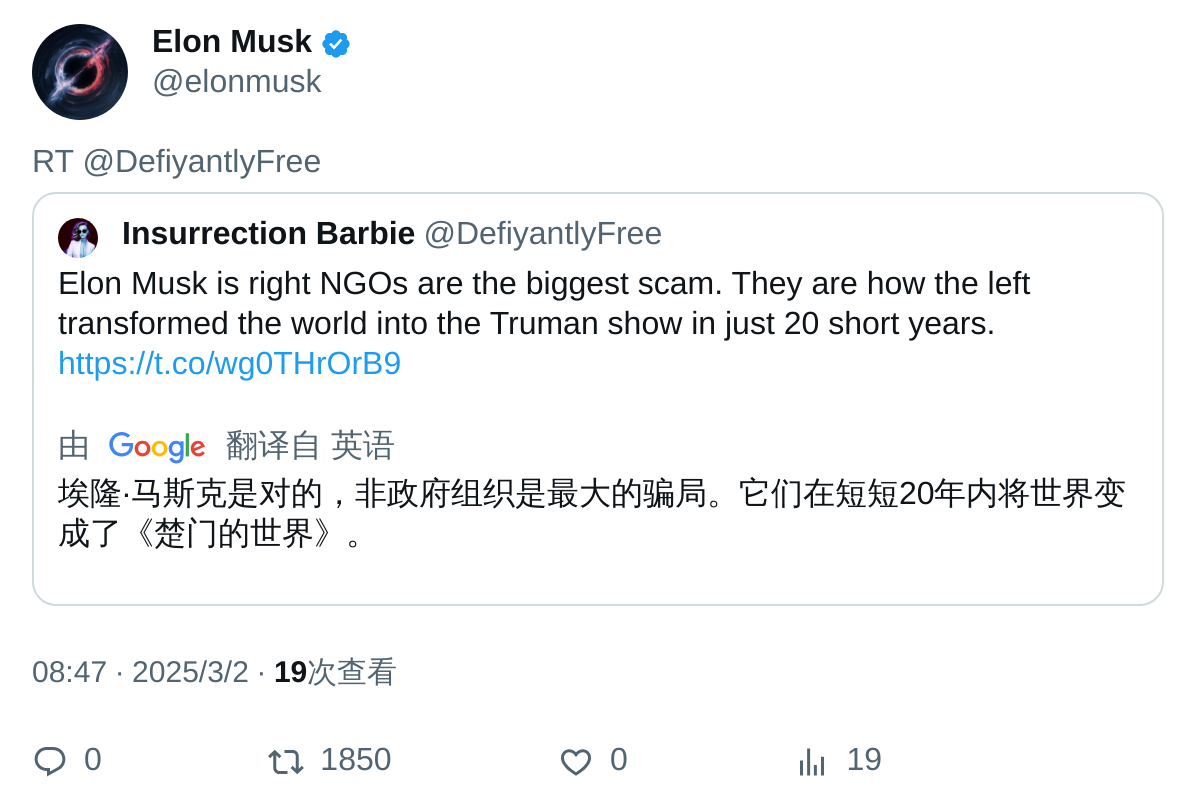 Elon Musk
@elonmusk
RT @DefiyantlyFree
Insurrection Barbie @DefiyantlyFree
Elon Musk is right NGOs are the biggest scam. They are how the left
transformed the world into the Truman show in just 20 short years.
https://t.co/wg0THrOrB9
由 Google 翻译自 英语
埃隆·马斯克是对的，非政府组织是最大的骗局。它们在短短20年内将世界变
成了《楚门的世界》。
08:47 · 2025/3/2 · 19次查看
0 1850 0 19